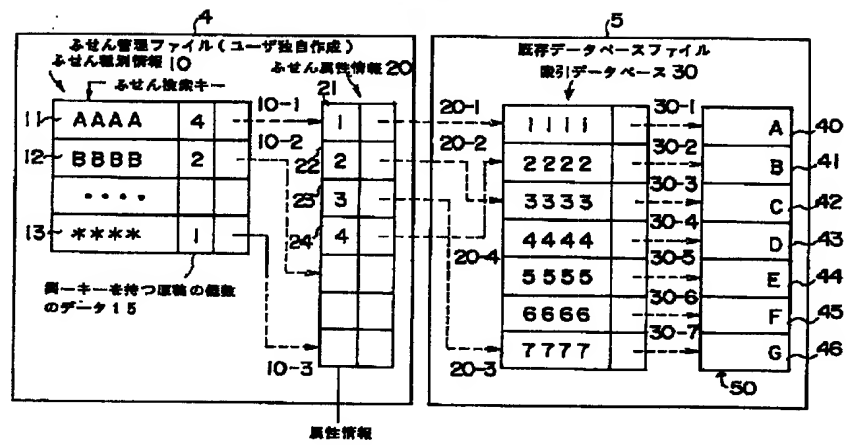 4
ふせん管理ファイル(ユーザ独自作成)
ふせん種別情報 10
ふせん検索キー
ふせん属性情報 20
11
AAAA 4
10-1
12
BBBB 2
10-2
････
13
**** 1
10-3
同一キーを持つ原稿の個数
のデータ15
21
1
20-1
22
2
20-2
23
3
20-3
24
4
20-4
属性情報
5
既存データベースファイル
吸引データベース 30
1111
30-1
A
40
2222
30-2
B
41
3333
30-3
C
42
4444
30-4
D
43
5555
30-5
E
44
6666
30-6
F
45
7777
30-7
G
46
50